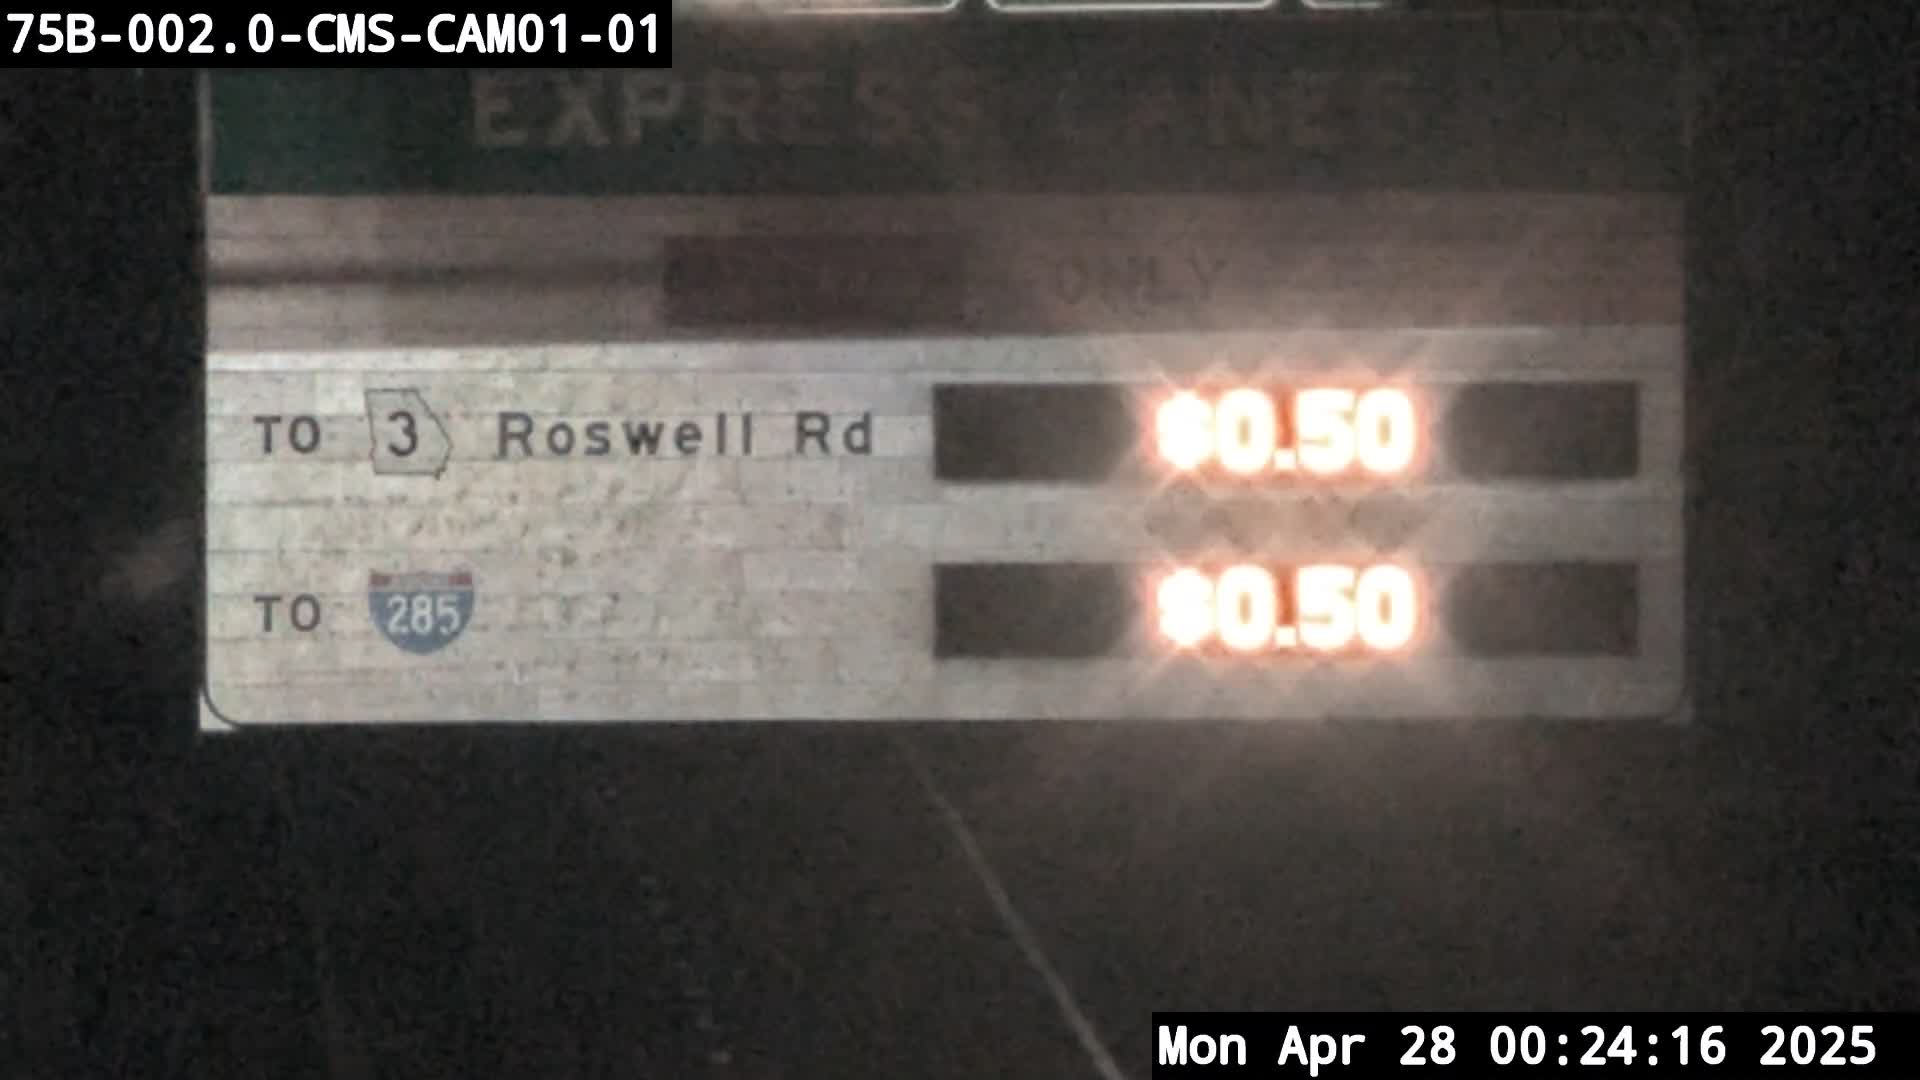 75B-002.0-CMS-CAM01-01
EXPRESS LANES
ONLY
TO 3 Roswell Rd $0.50
TO 285 $0.50
Mon Apr 28 00:24:16 2025